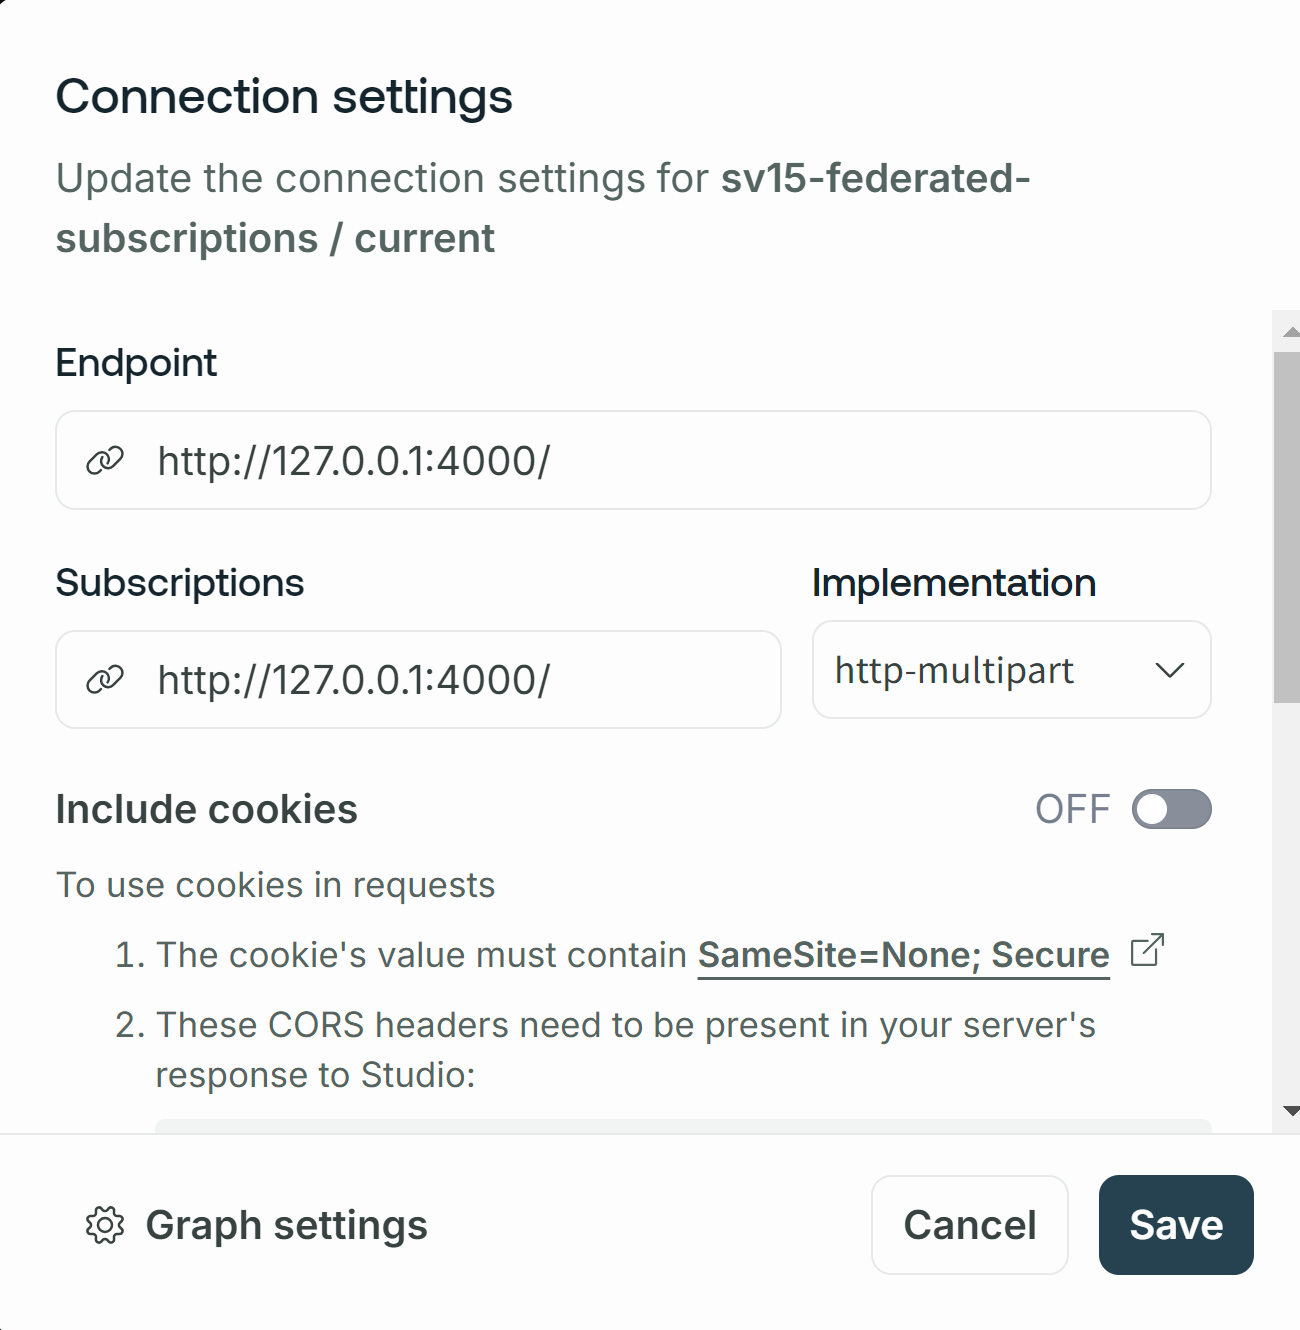 Connection settings
Update the connection settings for sv15-federated-
subscriptions / current
Endpoint
http://127.0.0.1:4000/
Subscriptions
Implementation
http://127.0.0.1:4000/
http-multipart
Include cookies
OFF
To use cookies in requests
1. The cookie's value must contain SameSite=None; Secure
2. These CORS headers need to be present in your server's
response to Studio:
Graph settings
Cancel
Save